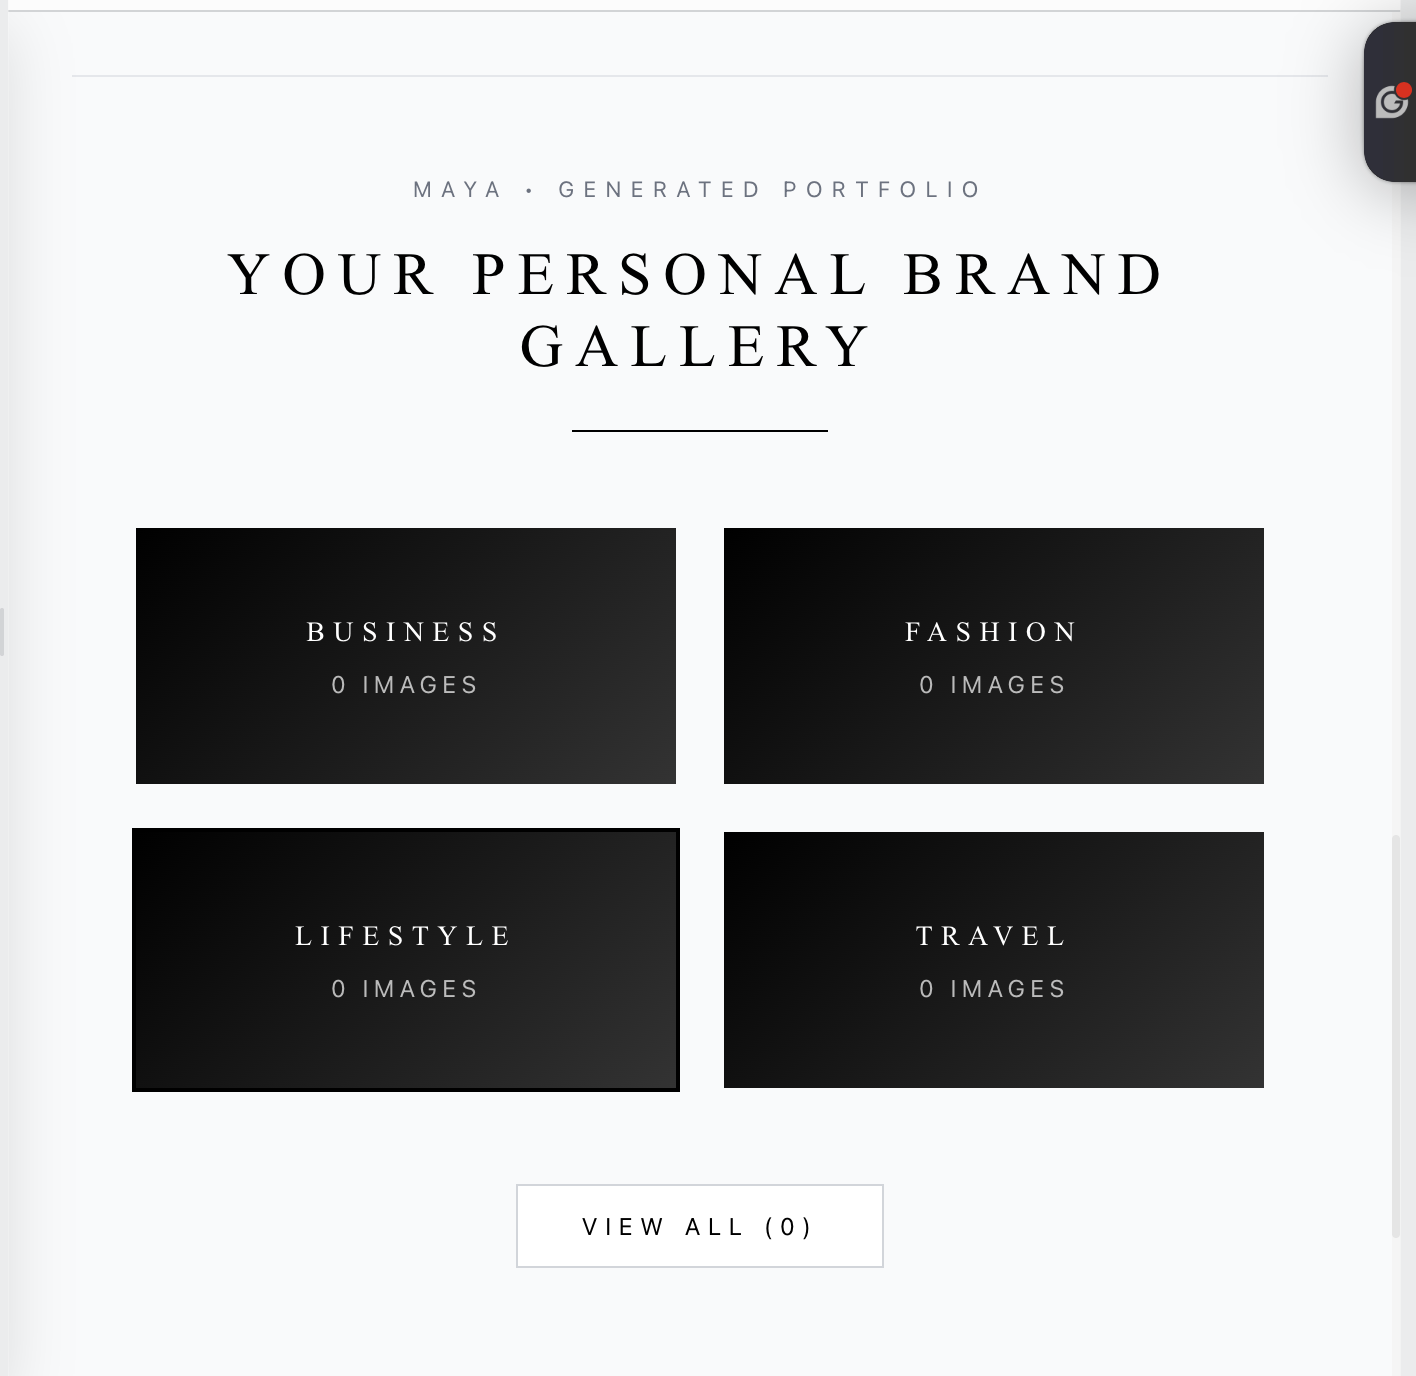 MAYA • GENERATED PORTFOLIO
YOUR PERSONAL BRAND
GALLERY
BUSINESS
0 IMAGES
FASHION
0 IMAGES
LIFESTYLE
0 IMAGES
TRAVEL
0 IMAGES
VIEW ALL (0)